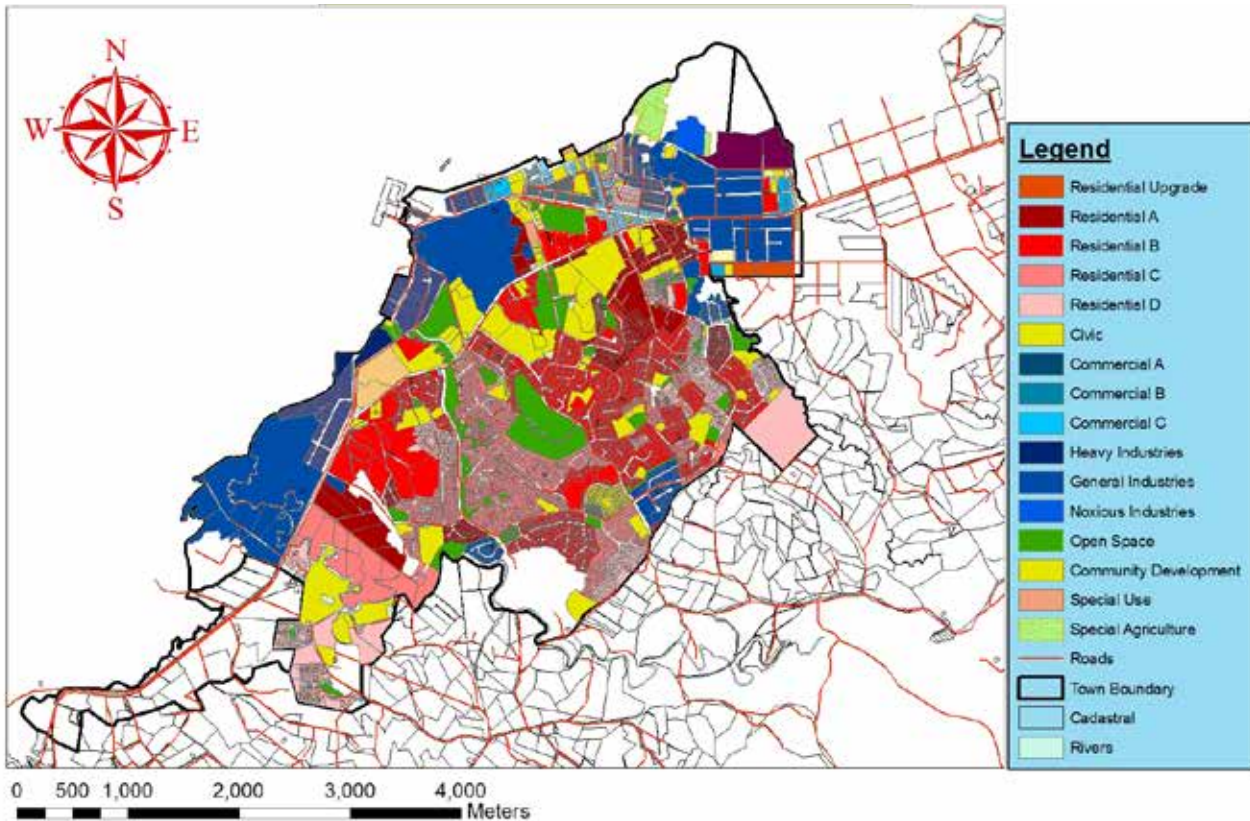 N
W
E
S
Legend
Residential Upgrade
Residential A
Residential B
Residential C
Residential D
Civic
Commercial A
Commercial B
Commercial C
Heavy Industries
General Industries
Noxious Industries
Open Space
Community Development
Special Use
Special Agriculture
Roads
Town Boundary
Cadastral
Rivers
0 500 1,000 2,000 3,000 4,000
Meters